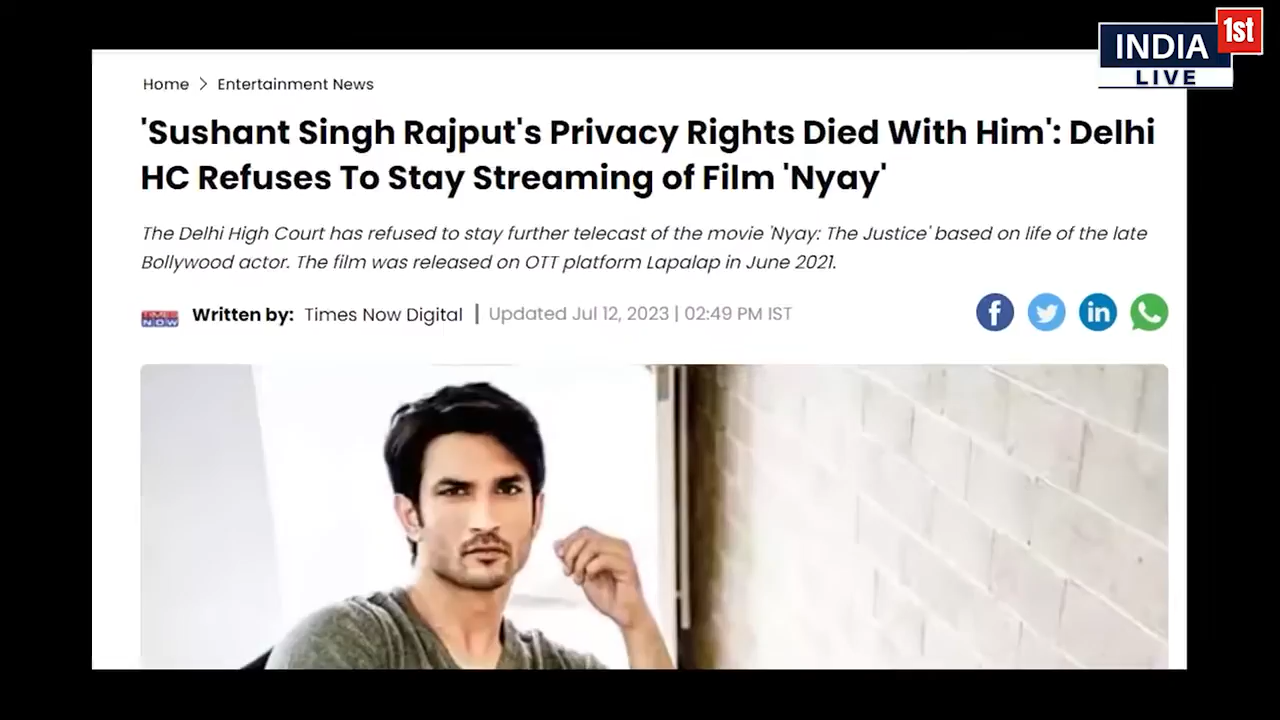 INDIA 1st
LIVE
Home > Entertainment News
'Sushant Singh Rajput's Privacy Rights Died With Him': Delhi
HC Refuses To Stay Streaming of Film 'Nyay'
The Delhi High Court has refused to stay further telecast of the movie 'Nyay: The Justice' based on life of the late
Bollywood actor. The film was released on OTT platform Lapalap in June 2021.
TIMES
NOW
Written by: Times Now Digital | Updated Jul 12, 2023 | 02:49 PM IST